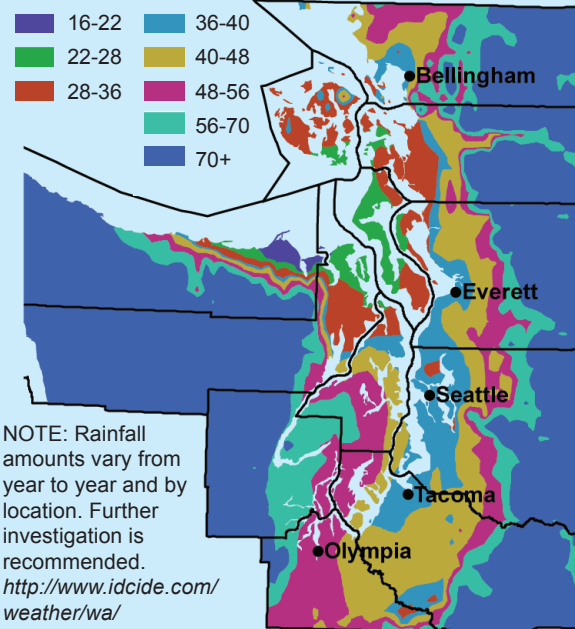 16-22
22-28
28-36
36-40
40-48
48-56
56-70
70+
Bellingham
Everett
Seattle
Tacoma
Olympia
NOTE: Rainfall
amounts vary from
year to year and by
location. Further
investigation is
recommended.
http://www.idcide.com/
weather/wa/